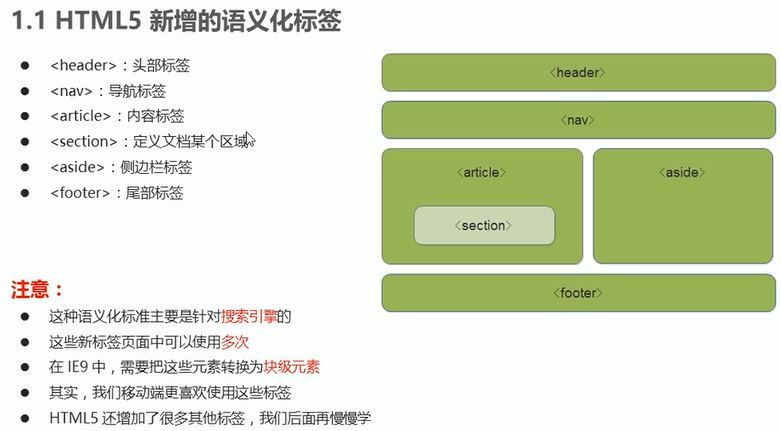 1.1 HTML5 新增的语义化标签
<header>：头部标签
<nav>：导航标签
<article>：内容标签
<section>：定义文档某个区域
<aside>：侧边栏标签
<footer>：尾部标签
<header>
<nav>
<article>
<aside>
<section>
<footer>
注意：
这种语义化标准主要是针对搜索引擎的
这些新标签页面中可以使用多次
在 IE9 中，需要把这些元素转换为块级元素
其实，我们移动端更喜欢使用这些标签
HTML5 还增加了很多其他标签，我们后面再慢慢学